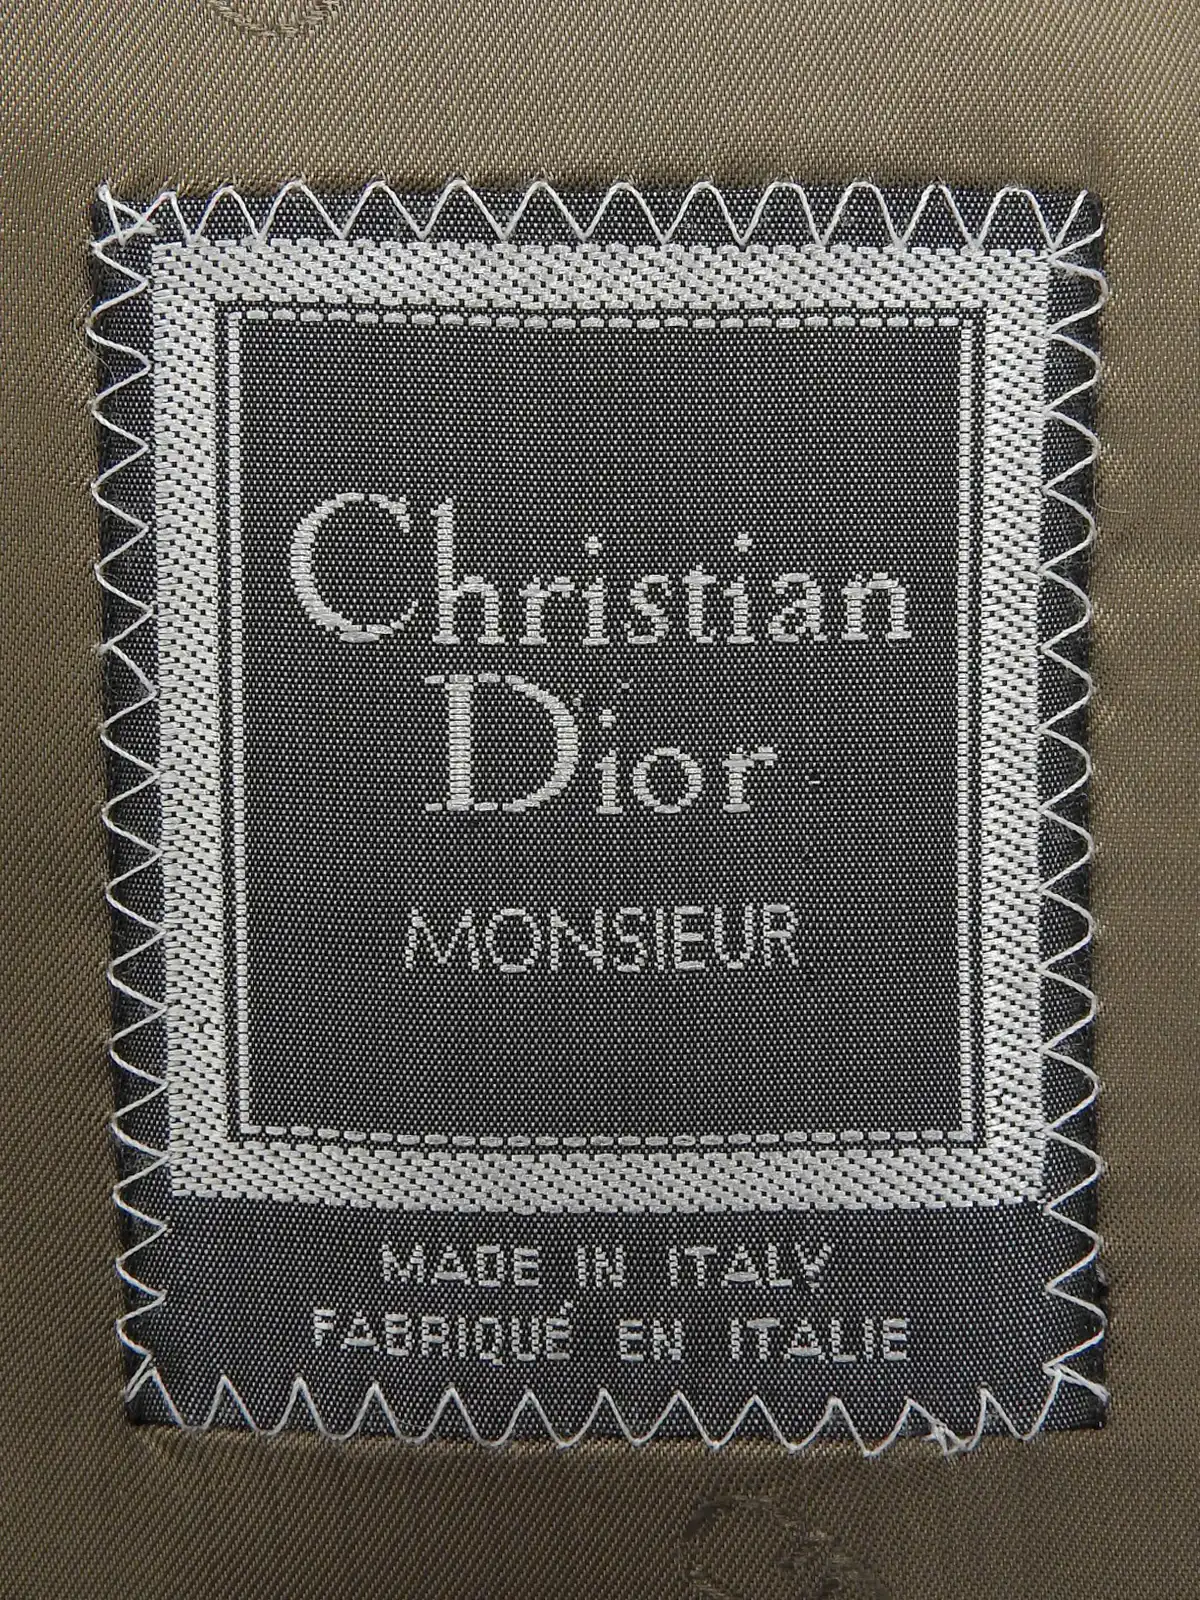 Christian
Dior
MONSIEUR
MADE IN ITALY
FABRIQUÉ EN ITALIE